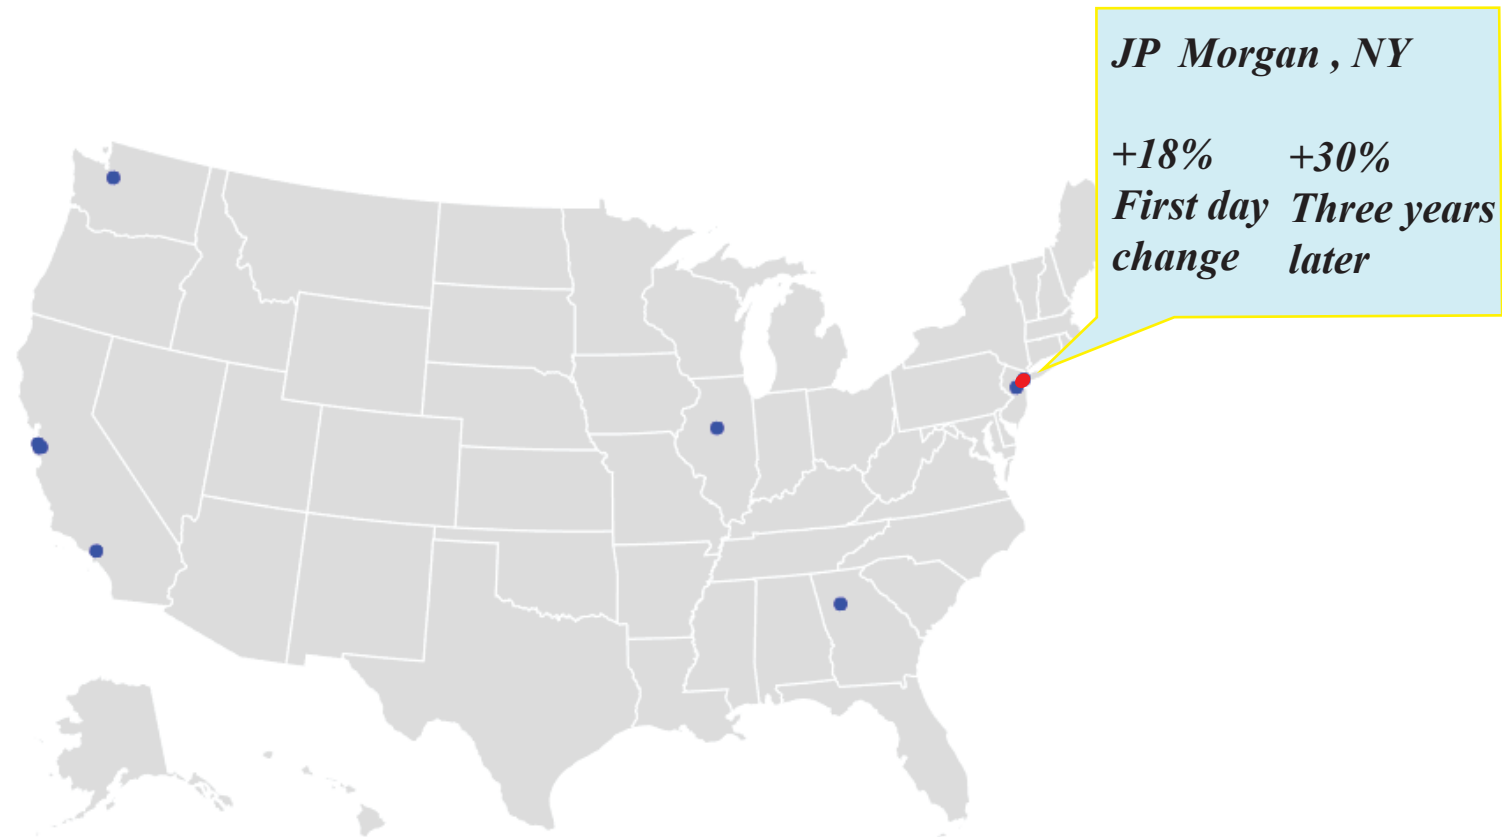 JP Morgan , NY
+18% +30%
First day Three years
change later